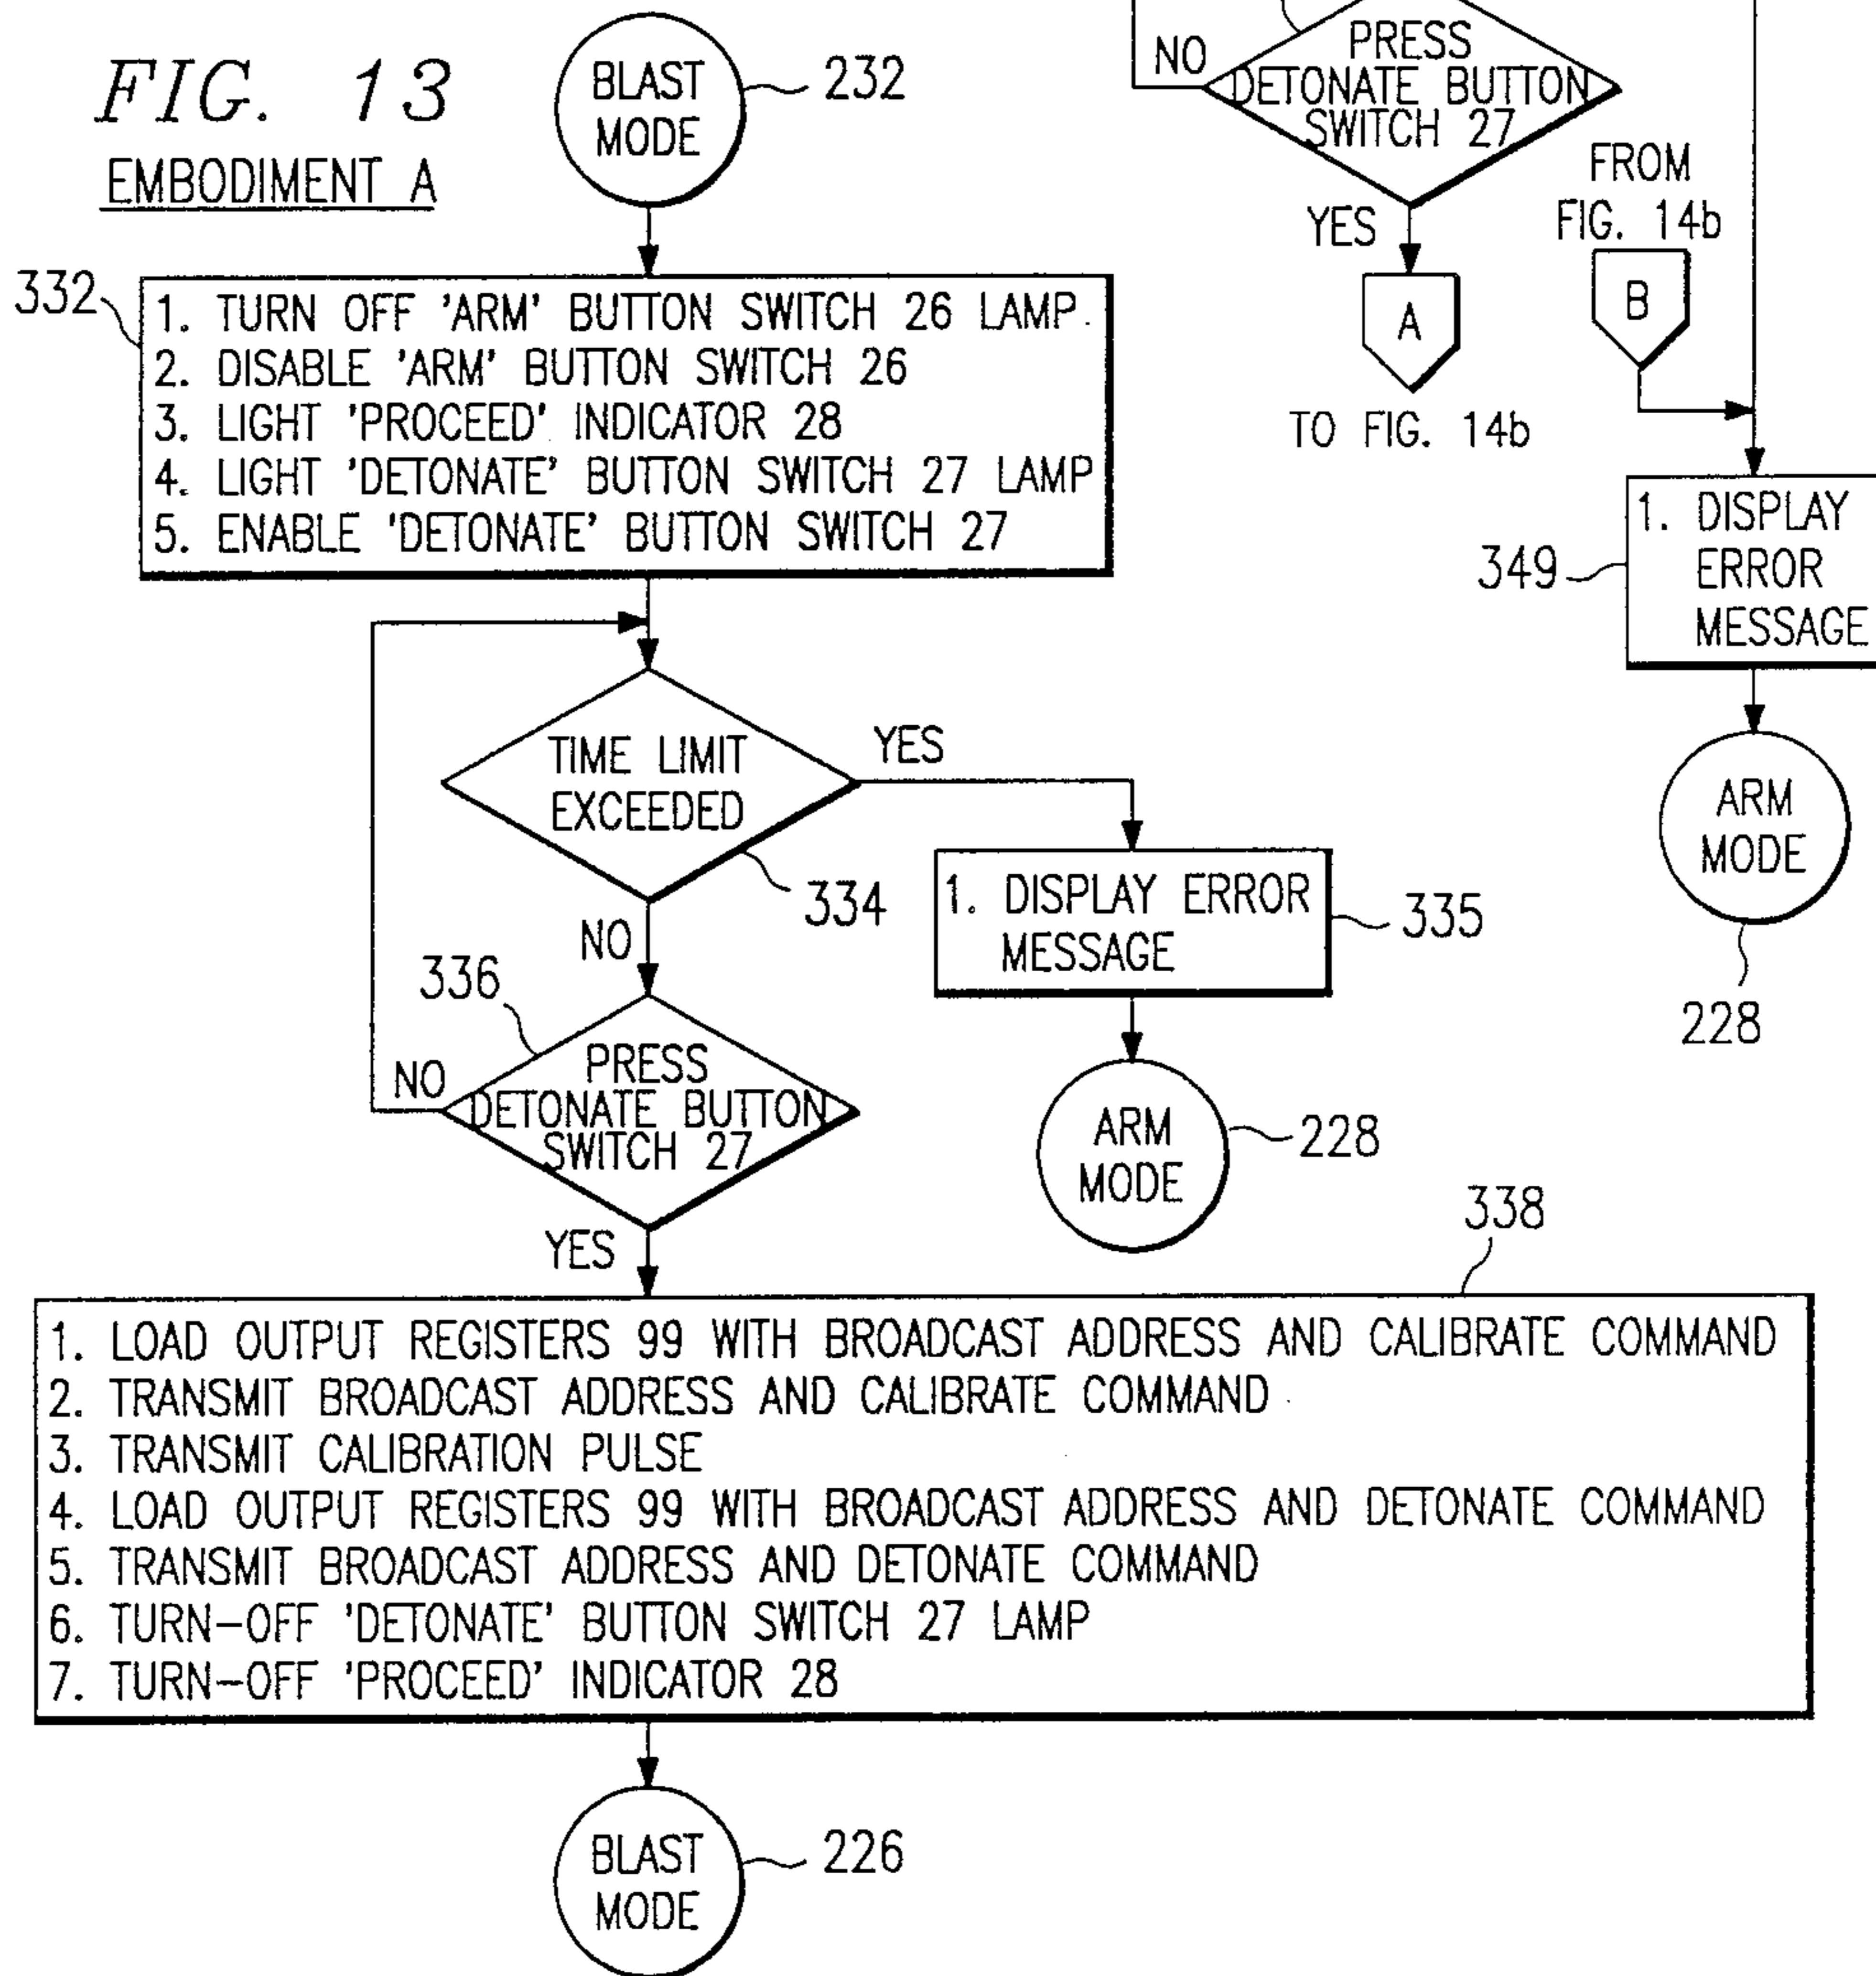 FIG. 13
EMBODIMENT A
BLAST
MODE
232
332
1. TURN OFF 'ARM' BUTTON SWITCH 26 LAMP
2. DISABLE 'ARM' BUTTON SWITCH 26
3. LIGHT 'PROCEED' INDICATOR 28
4. LIGHT 'DETONATE' BUTTON SWITCH 27 LAMP
5. ENABLE 'DETONATE' BUTTON SWITCH 27
TIME LIMIT
EXCEEDED
YES
334
NO
1. DISPLAY ERROR
MESSAGE
335
ARM
MODE
228
336
PRESS
DETONATE BUTTON
SWITCH 27
NO
YES
338
1. LOAD OUTPUT REGISTERS 99 WITH BROADCAST ADDRESS AND CALIBRATE COMMAND
2. TRANSMIT BROADCAST ADDRESS AND CALIBRATE COMMAND
3. TRANSMIT CALIBRATION PULSE
4. LOAD OUTPUT REGISTERS 99 WITH BROADCAST ADDRESS AND DETONATE COMMAND
5. TRANSMIT BROADCAST ADDRESS AND DETONATE COMMAND
6. TURN-OFF 'DETONATE' BUTTON SWITCH 27 LAMP
7. TURN-OFF 'PROCEED' INDICATOR 28
BLAST
MODE
226
NO
PRESS
DETONATE BUTTON
SWITCH 27
YES
A
TO FIG. 14b
FROM
FIG. 14b
B
349
1. DISPLAY
ERROR
MESSAGE
ARM
MODE
228